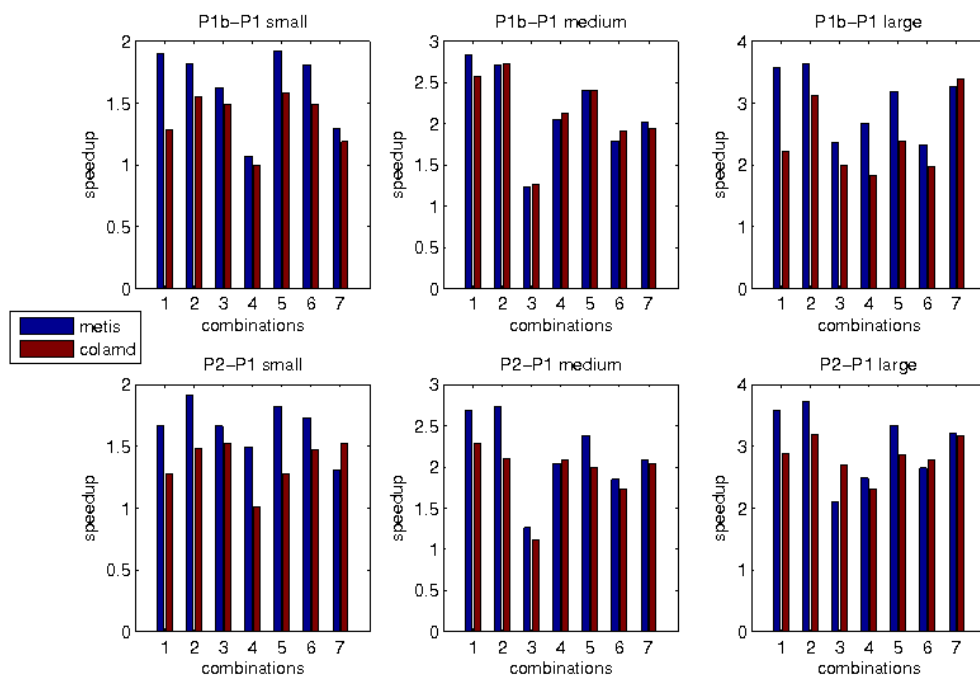 P1b-P1 small
2
1.5
1
0.5
0
speedup
1 2 3 4 5 6 7
combinations
P1b-P1 medium
3
2.5
2
1.5
1
0.5
0
speedup
1 2 3 4 5 6 7
combinations
P1b-P1 large
4
3
2
1
0
speedup
1 2 3 4 5 6 7
combinations
metis
colamd
P2-P1 small
2
1.5
1
0.5
0
speedup
1 2 3 4 5 6 7
combinations
P2-P1 medium
3
2.5
2
1.5
1
0.5
0
speedup
1 2 3 4 5 6 7
combinations
P2-P1 large
4
3
2
1
0
speedup
1 2 3 4 5 6 7
combinations